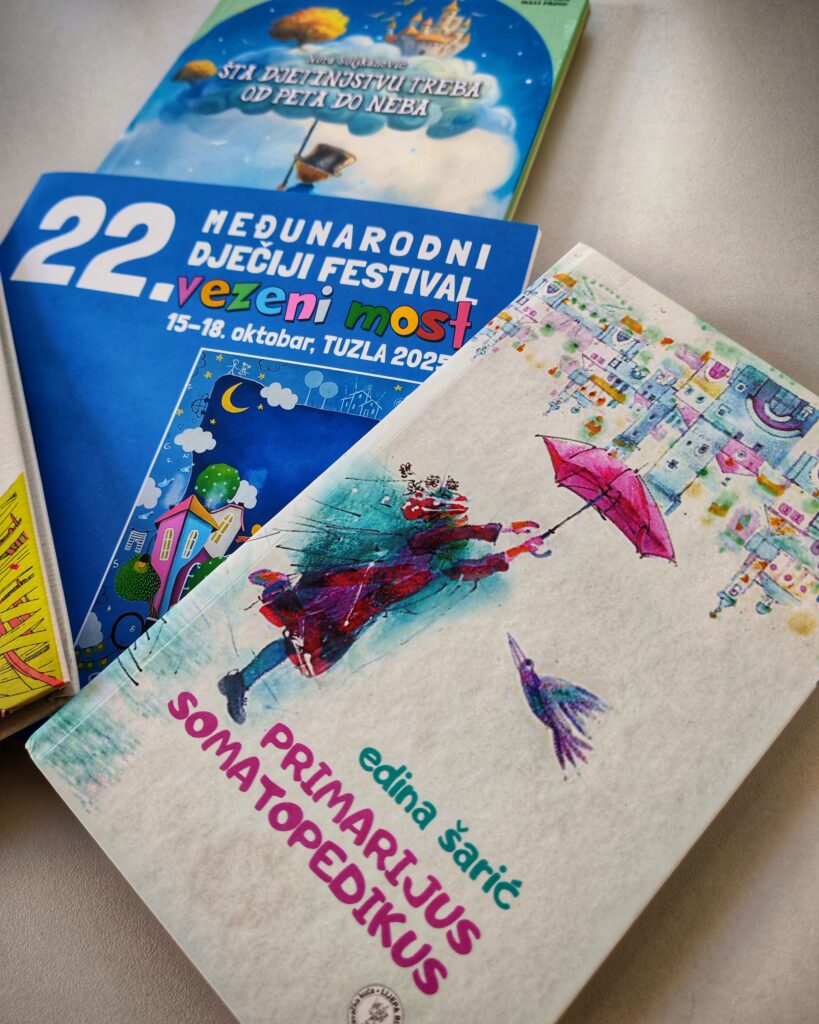 Nura Suljkanović
ŠTA DJETINJSTVU TREBA
OD PETA DO NEBA
22. MEĐUNARODNI
DJEČIJI FESTIVAL
vezeni most
15-18. oktobar, TUZLA 2025
edina šarić
PRIMARIJUS
SOMATOPEDIKUS